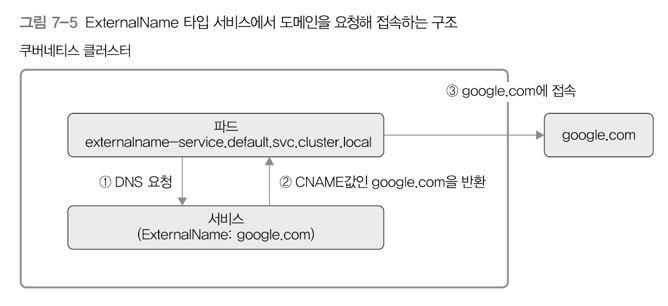 그림 7-5 ExternalName 타입 서비스에서 도메인을 요청해 접속하는 구조
쿠버네티스 클러스터
③ google.com에 접속
파드
externalname-service.default.svc.cluster.local
google.com
① DNS 요청
② CNAME값인 google.com을 반환
서비스
(ExternalName: google.com)